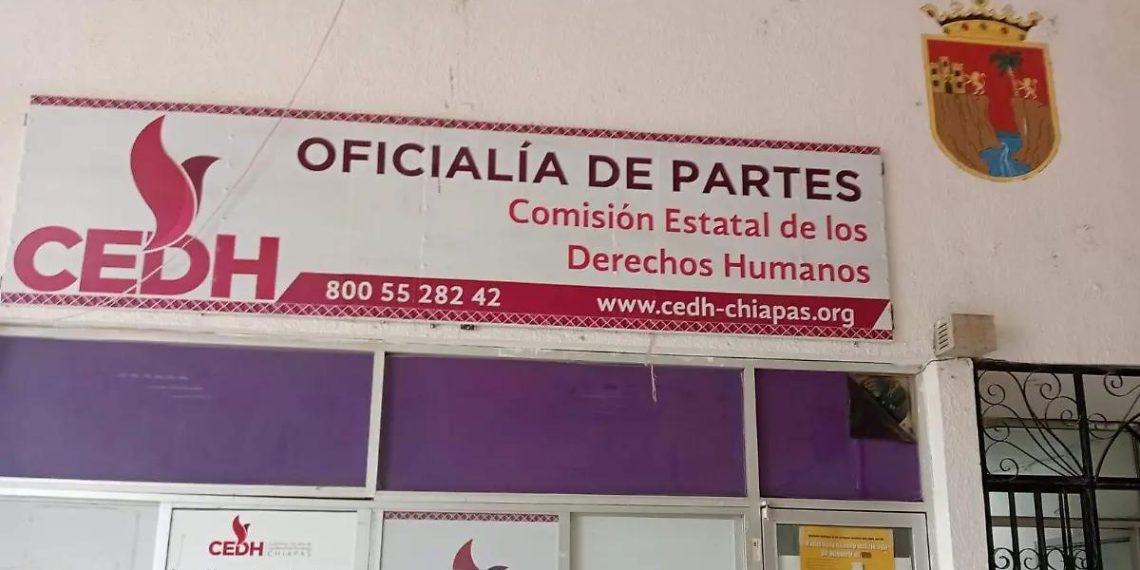 CEDH
OFICIALÍA DE PARTES
Comisión Estatal de los
Derechos Humanos
800 55 282 42
www.cedh-chiapas.org
CEDH
CHIAPAS